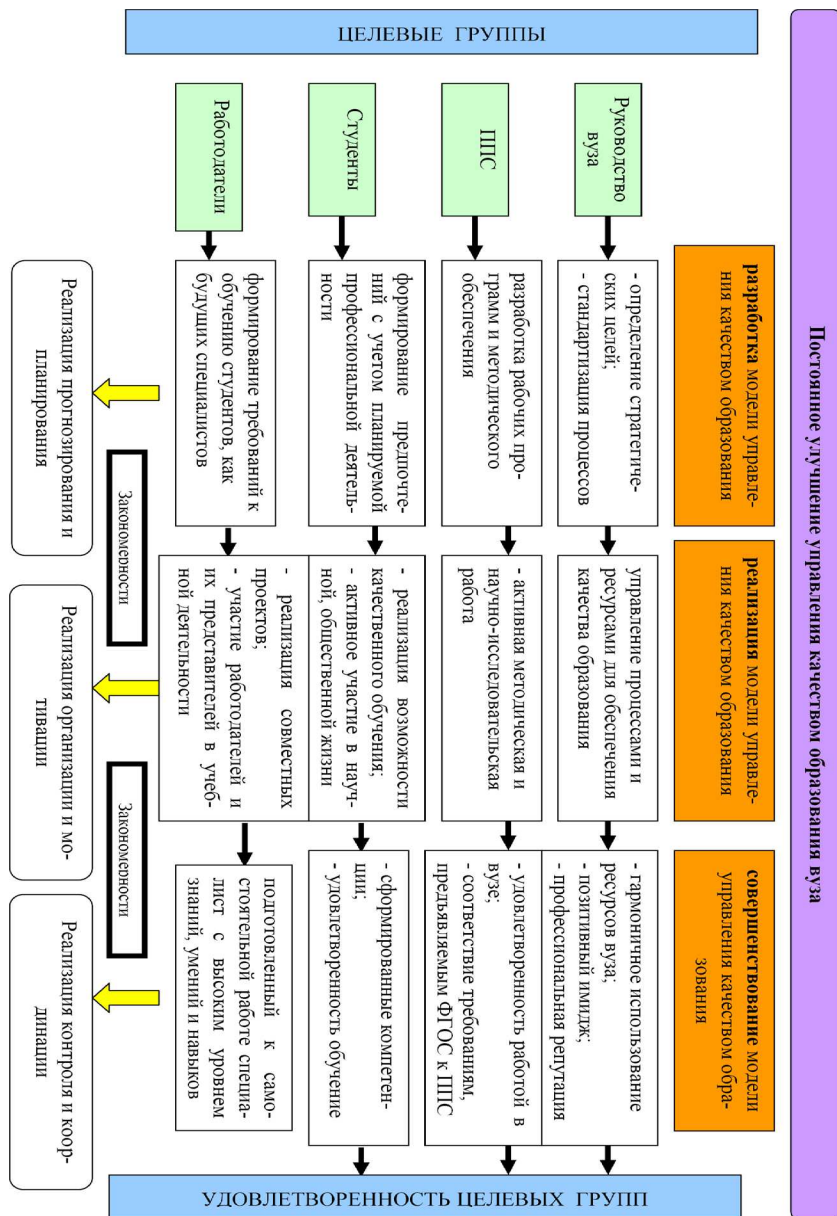 Постоянное улучшение управления качеством образования вуза
ЦЕЛЕВЫЕ ГРУППЫ
разработка модели управле-
ния качеством образования
реализация модели управле-
ния качеством образования
совершенствование модели
управления качеством обра-
зования
Руководство
вуза
- определение стратегиче-
ских целей;
- стандартизация процессов
управление процессами и
ресурсами для обеспечения
качества образования
- гармоничное использование
ресурсов вуза;
- позитивный имидж;
- профессиональная репутация
ППС
разработка рабочих про-
грамм и методического
обеспечения
- активная методическая и
научно-исследовательская
работа
- удовлетворенность работой в
вузе;
- соответствие требованиям,
предъявляемым ФГОС к ППС
Студенты
формирование предпочте-
ний с учетом планируемой
профессиональной деятель-
ности
- реализация возможности
качественного обучения;
- активное участие в науч-
ной, общественной жизни
- сформированные компетен-
ции;
- удовлетворенность обучение
Работодатели
формирование требований к
обучению студентов, как
будущих специалистов
- реализация совместных
проектов;
- участие работодателей и
их представителей в учеб-
ной деятельности
подготовленный к само-
стоятельной работе специа-
лист с высоким уровнем
знаний, умений и навыков
УДОВЛЕТВОРЕННОСТЬ ЦЕЛЕВЫХ ГРУПП
Закономерности
Закономерности
Реализация прогнозирования и
планирования
Реализация организации и мо-
тивации
Реализация контроля и коор-
динации